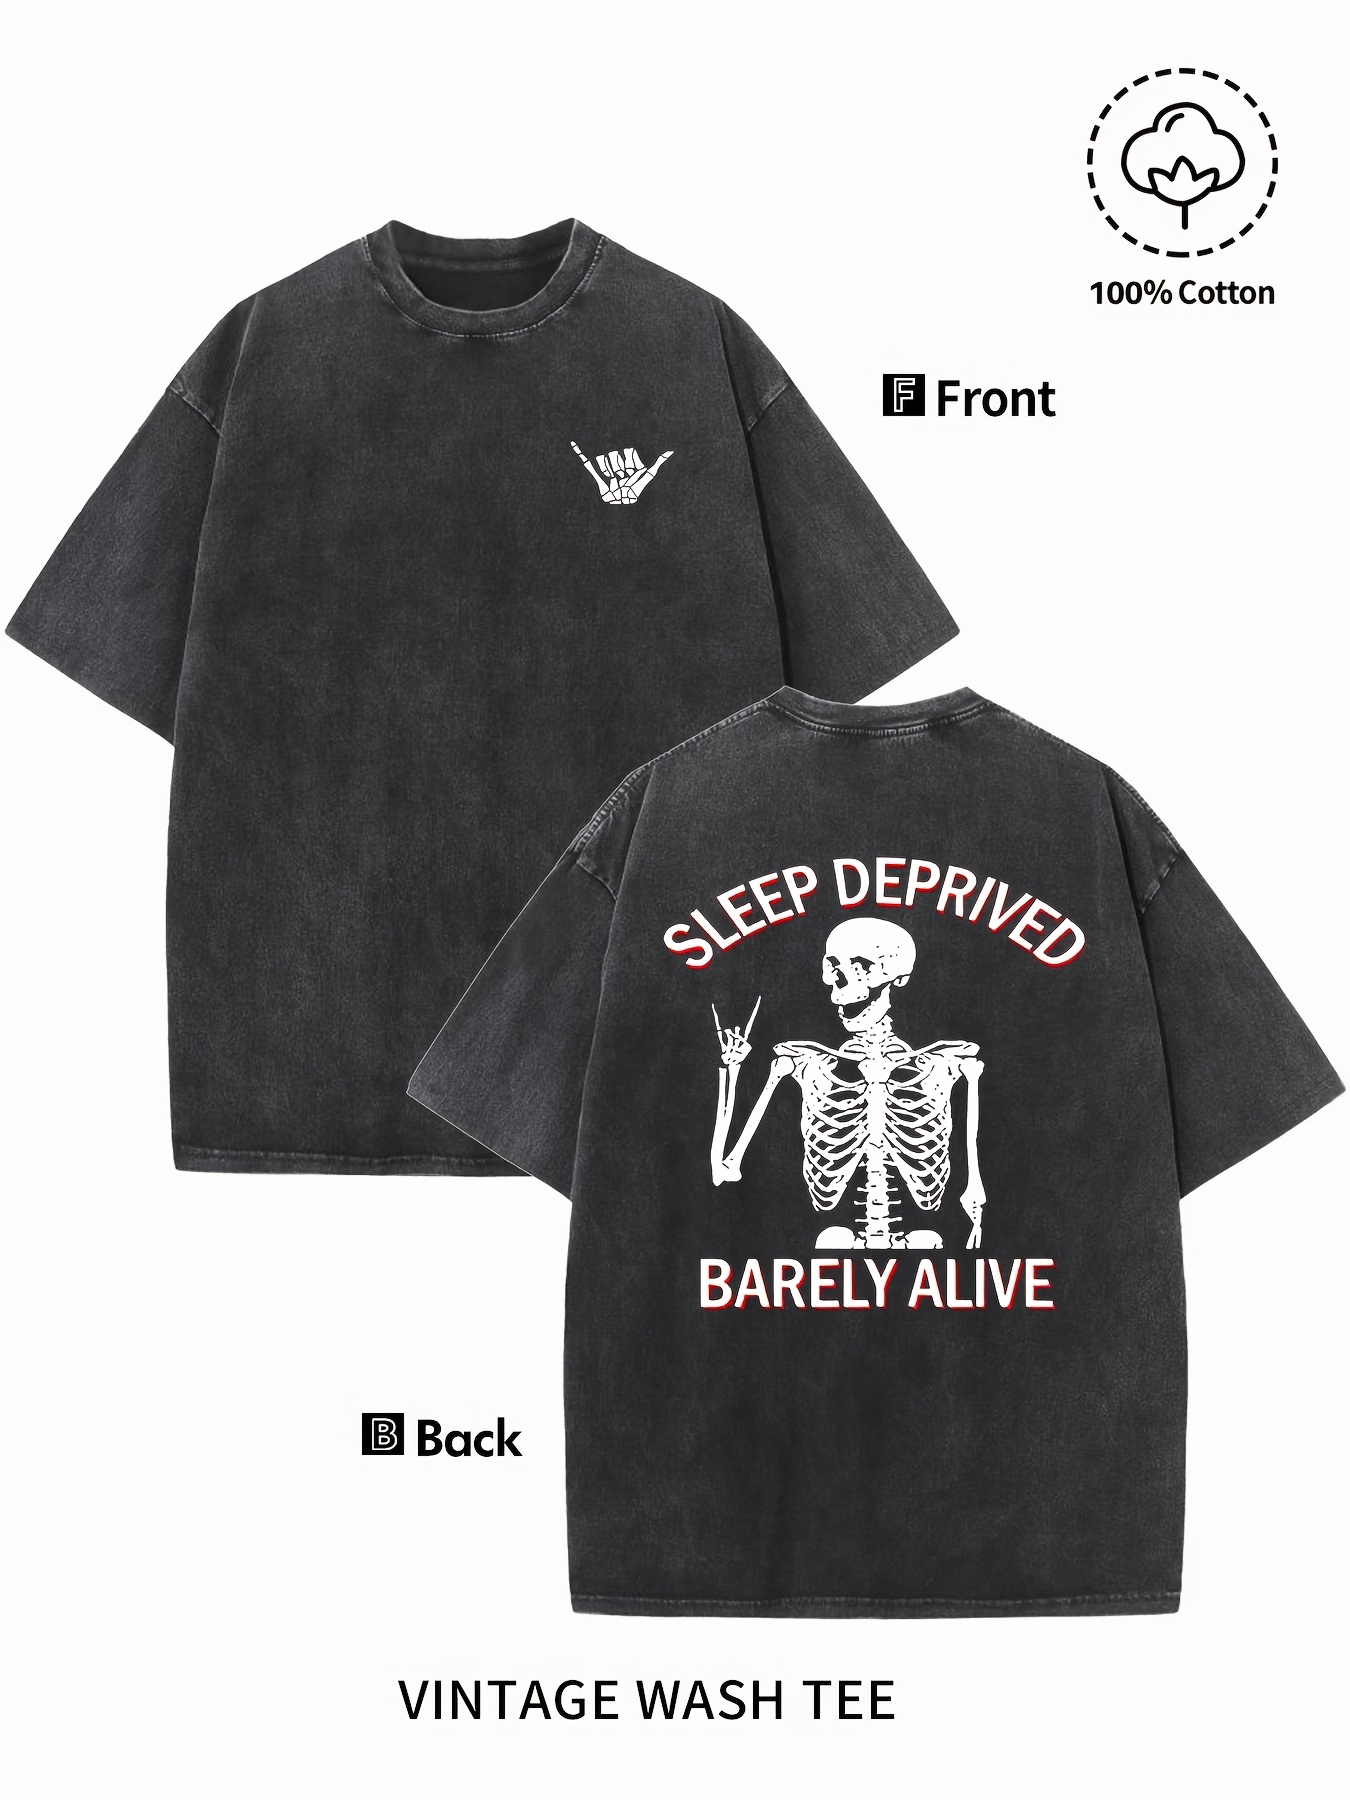 100% Cotton
F Front
SLEEP DEPRIVED
BARELY ALIVE
B Back
VINTAGE WASH TEE